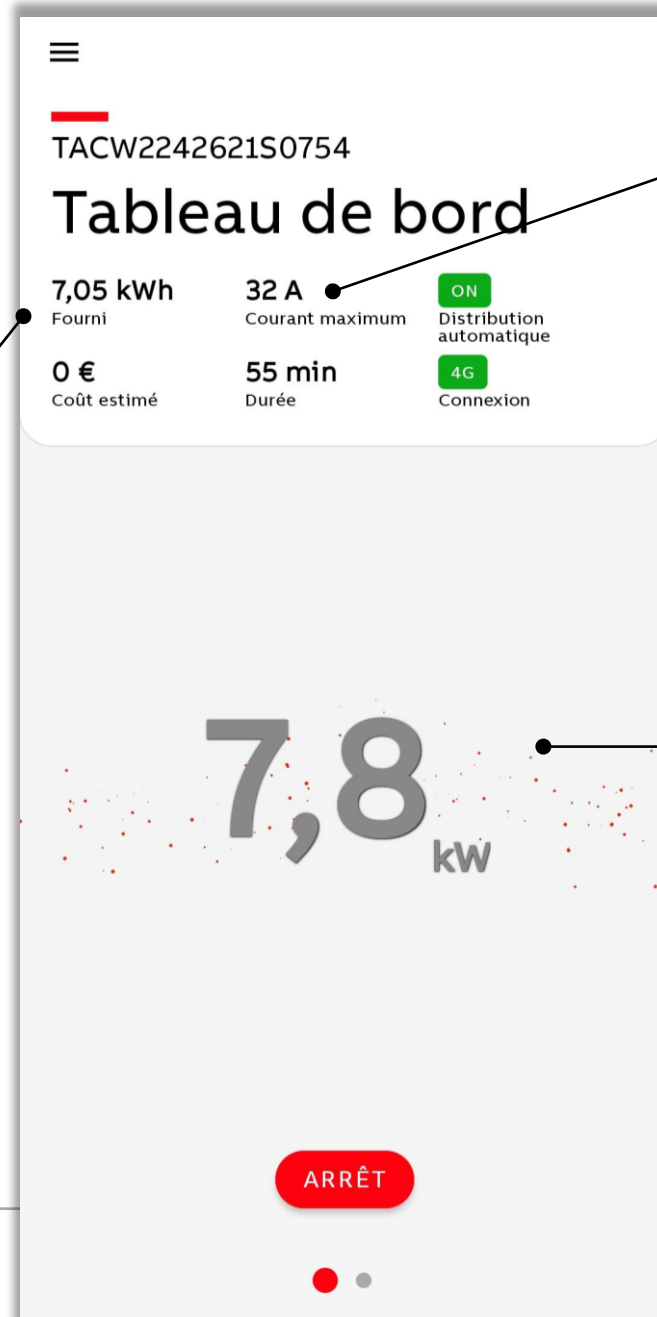 TACW2242621S0754
Tableau de bord
7,05 kWh
Fourni
32 A
Courant maximum
ON
Distribution
automatique
0 €
Coût estimé
55 min
Durée
4G
Connexion
7,8
kW
ARRÊT